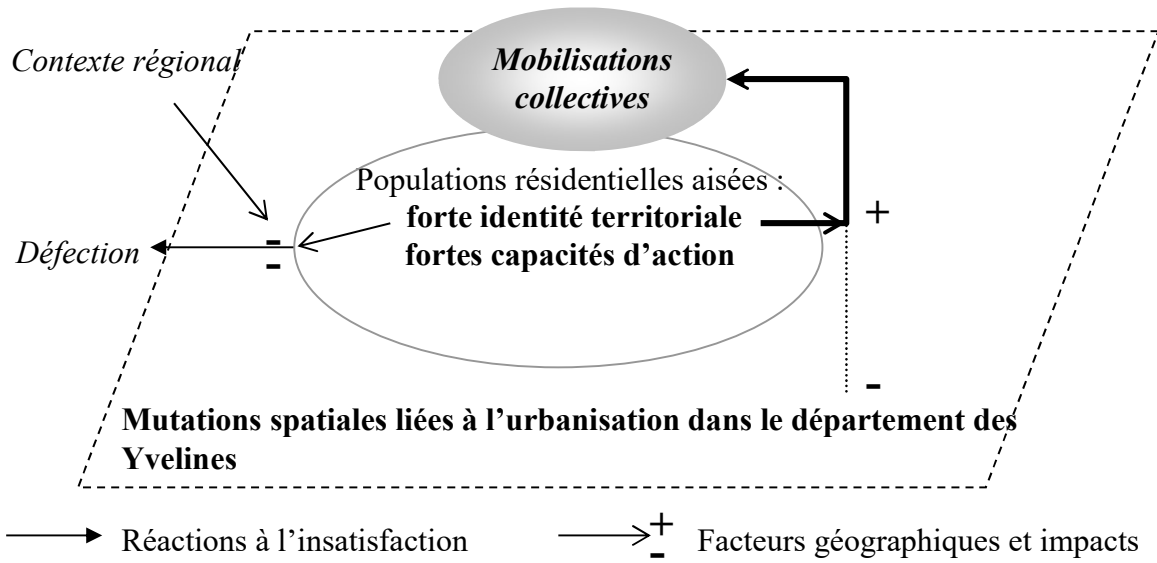 Contexte régional
Mobilisations
collectives
Populations résidentielles aisées :
forte identité territoriale
fortes capacités d'action
+
-
-
Défection
-
Mutations spatiales liées à l'urbanisation dans le département des
Yvelines
Réactions à l'insatisfaction
+
-
Facteurs géographiques et impacts